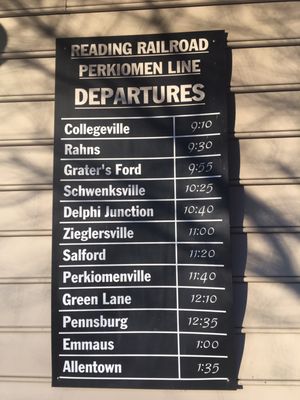 READING RAILROAD
PERKIOMEN LINE
DEPARTURES
Collegeville 9:10
Rahns 9:30
Grater's Ford 9:55
Schwenksville 10:25
Delphi Junction 10:40
Zieglersville 11:00
Salford 11:20
Perkiomenville 11:40
Green Lane 12:10
Pennsburg 12:35
Emmaus 1:00
Allentown 1:35